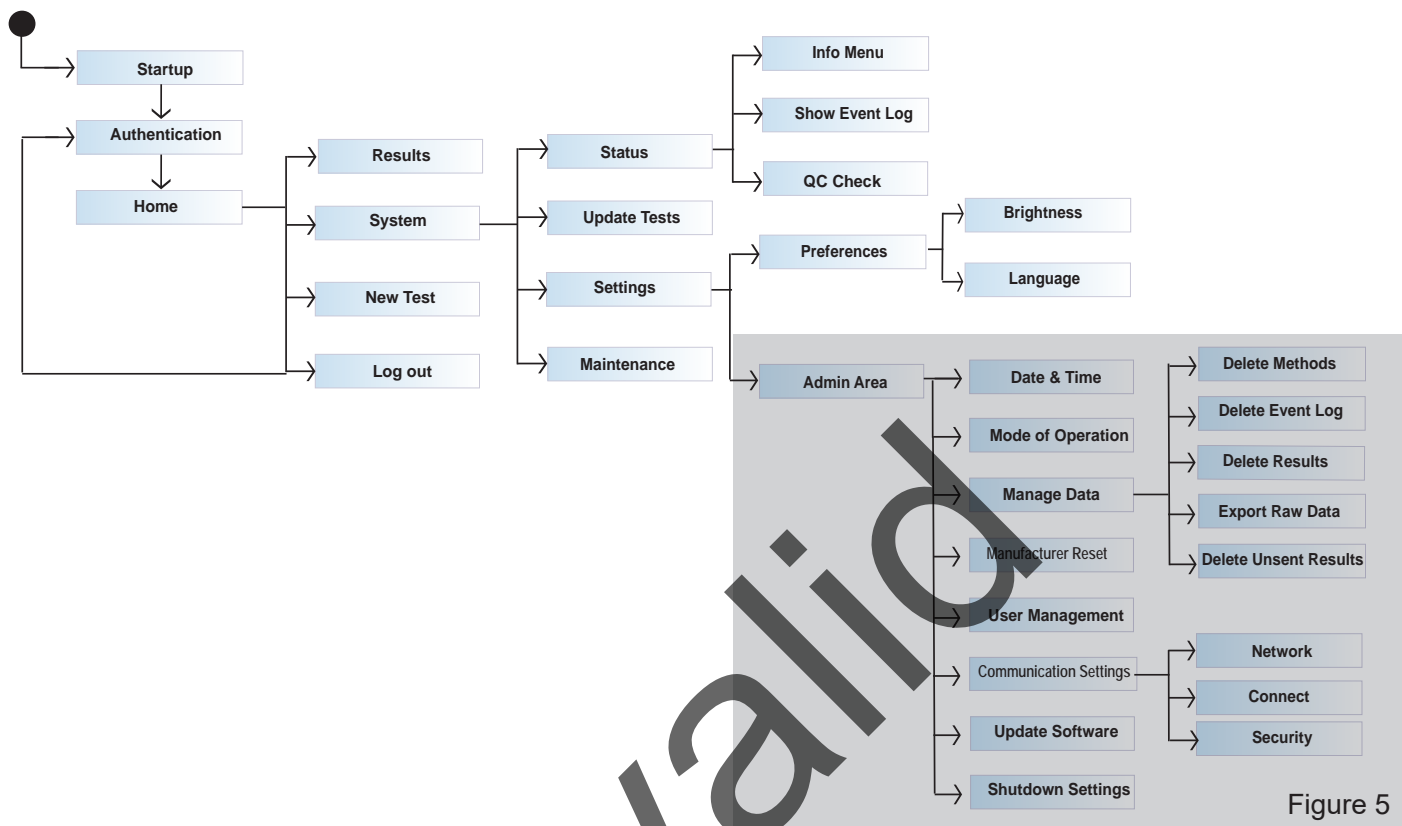 Startup
Authentication
Home
Results
System
New Test
Log out
Status
Update Tests
Settings
Maintenance
Info Menu
Show Event Log
QC Check
Preferences
Brightness
Language
Admin Area
Date & Time
Mode of Operation
Manage Data
Manufacturer Reset
User Management
Communication Settings
Update Software
Shutdown Settings
Delete Methods
Delete Event Log
Delete Results
Export Raw Data
Delete Unsent Results
Network
Connect
Security
Figure 5
valid